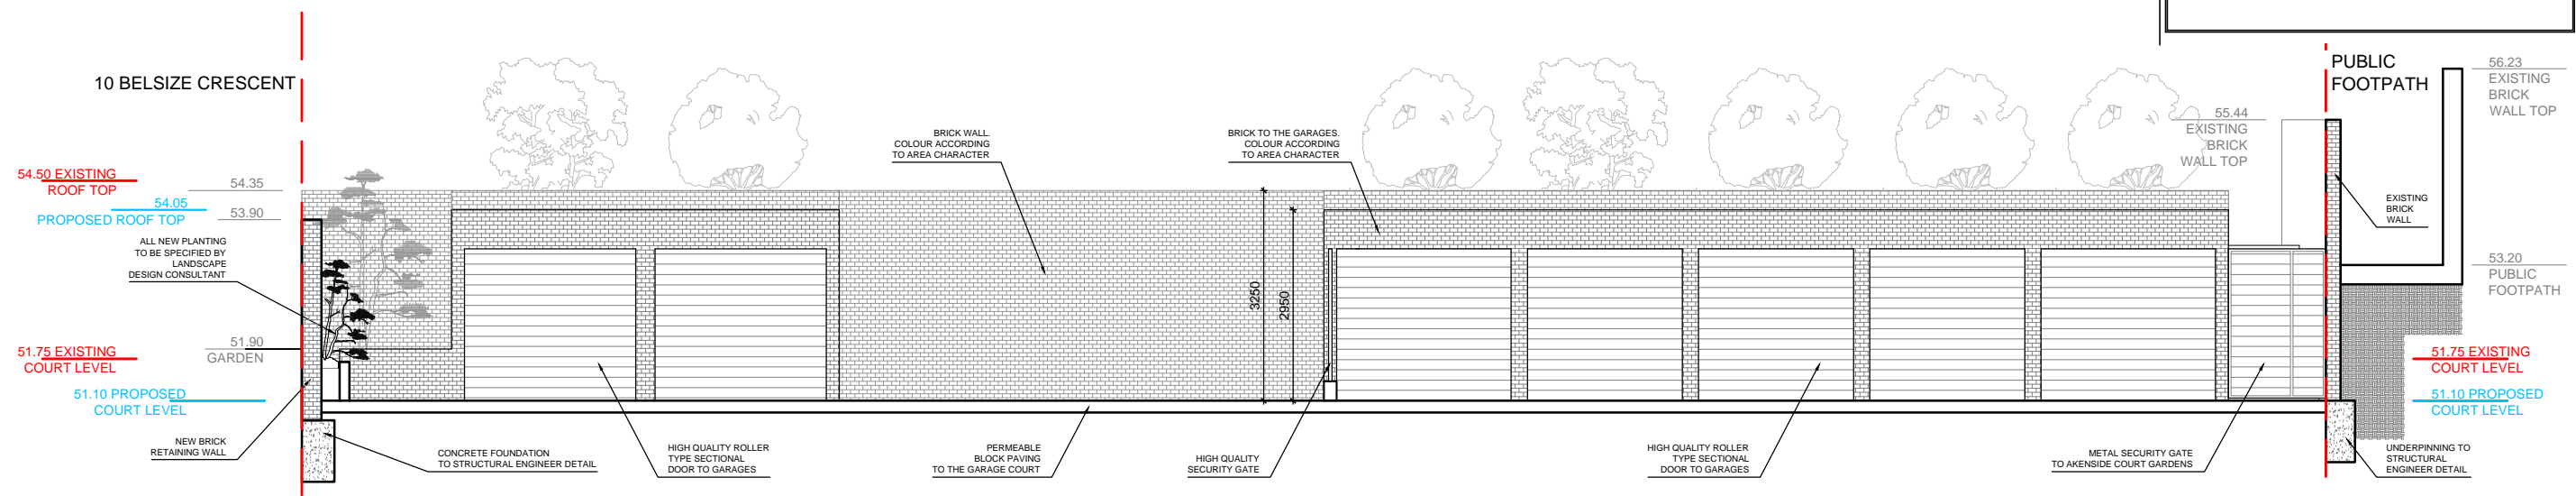 10 BELSIZE CRESCENT
PUBLIC
FOOTPATH
56.23
EXISTING
BRICK
WALL TOP
55.44
EXISTING
BRICK
WALL TOP
BRICK WALL.
COLOUR ACCORDING
TO AREA CHARACTER
BRICK TO THE GARAGES.
COLOUR ACCORDING
TO AREA CHARACTER
54.50 EXISTING
ROOF TOP
54.35
54.05
PROPOSED ROOF TOP
53.90
ALL NEW PLANTING
TO BE SPECIFIED BY
LANDSCAPE
DESIGN CONSULTANT
EXISTING
BRICK
WALL
53.20
PUBLIC
FOOTPATH
3250
2950
51.90
GARDEN
51.75 EXISTING
COURT LEVEL
51.10 PROPOSED
COURT LEVEL
51.75 EXISTING
COURT LEVEL
51.10 PROPOSED
COURT LEVEL
NEW BRICK
RETAINING WALL
CONCRETE FOUNDATION
TO STRUCTURAL ENGINEER DETAIL
HIGH QUALITY ROLLER
TYPE SECTIONAL
DOOR TO GARAGES
PERMEABLE
BLOCK PAVING
TO THE GARAGE COURT
HIGH QUALITY
SECURITY GATE
HIGH QUALITY ROLLER
TYPE SECTIONAL
DOOR TO GARAGES
METAL SECURITY GATE
TO AKENSIDE COURT GARDENS
UNDERPINNING TO
STRUCTURAL
ENGINEER DETAIL